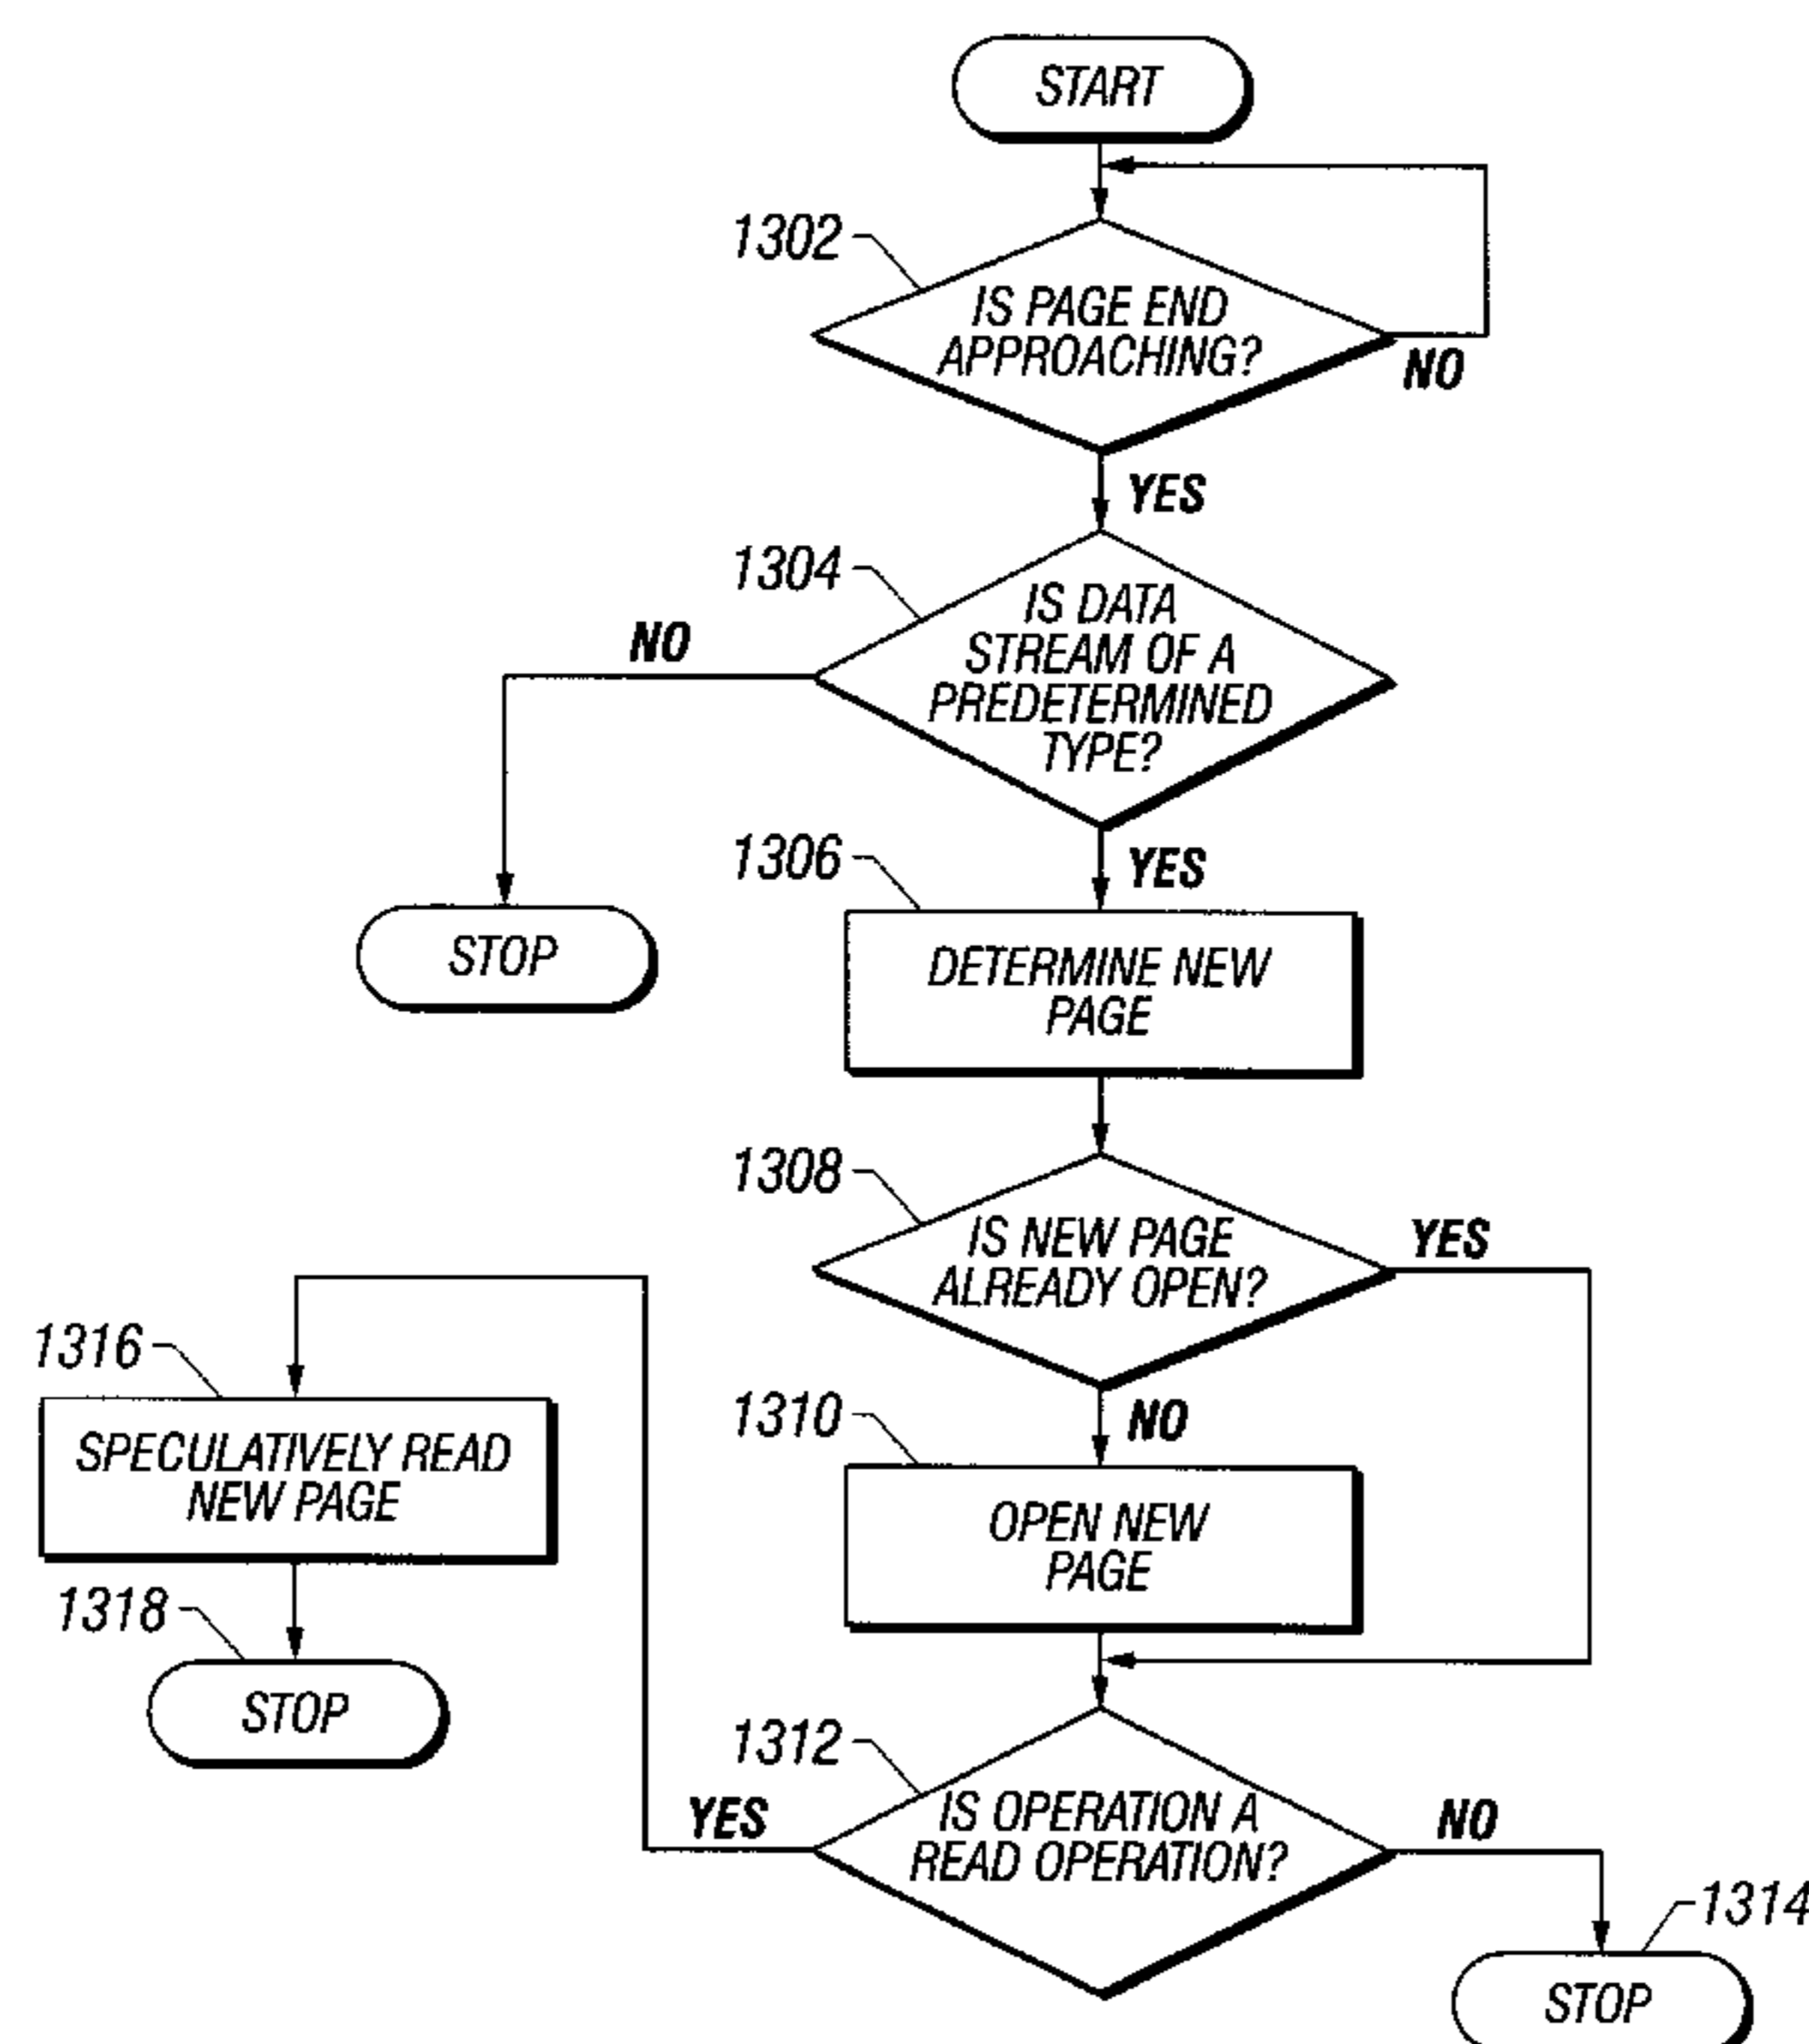 START
1302
IS PAGE END
APPROACHING?
NO
YES
1304
IS DATA
STREAM OF A
PREDETERMINED
TYPE?
NO
STOP
YES
1306
DETERMINE NEW
PAGE
1308
IS NEW PAGE
ALREADY OPEN?
YES
NO
1310
OPEN NEW
PAGE
1316
SPECULATIVELY READ
NEW PAGE
1318
STOP
1312
IS OPERATION A
READ OPERATION?
YES
NO
1314
STOP